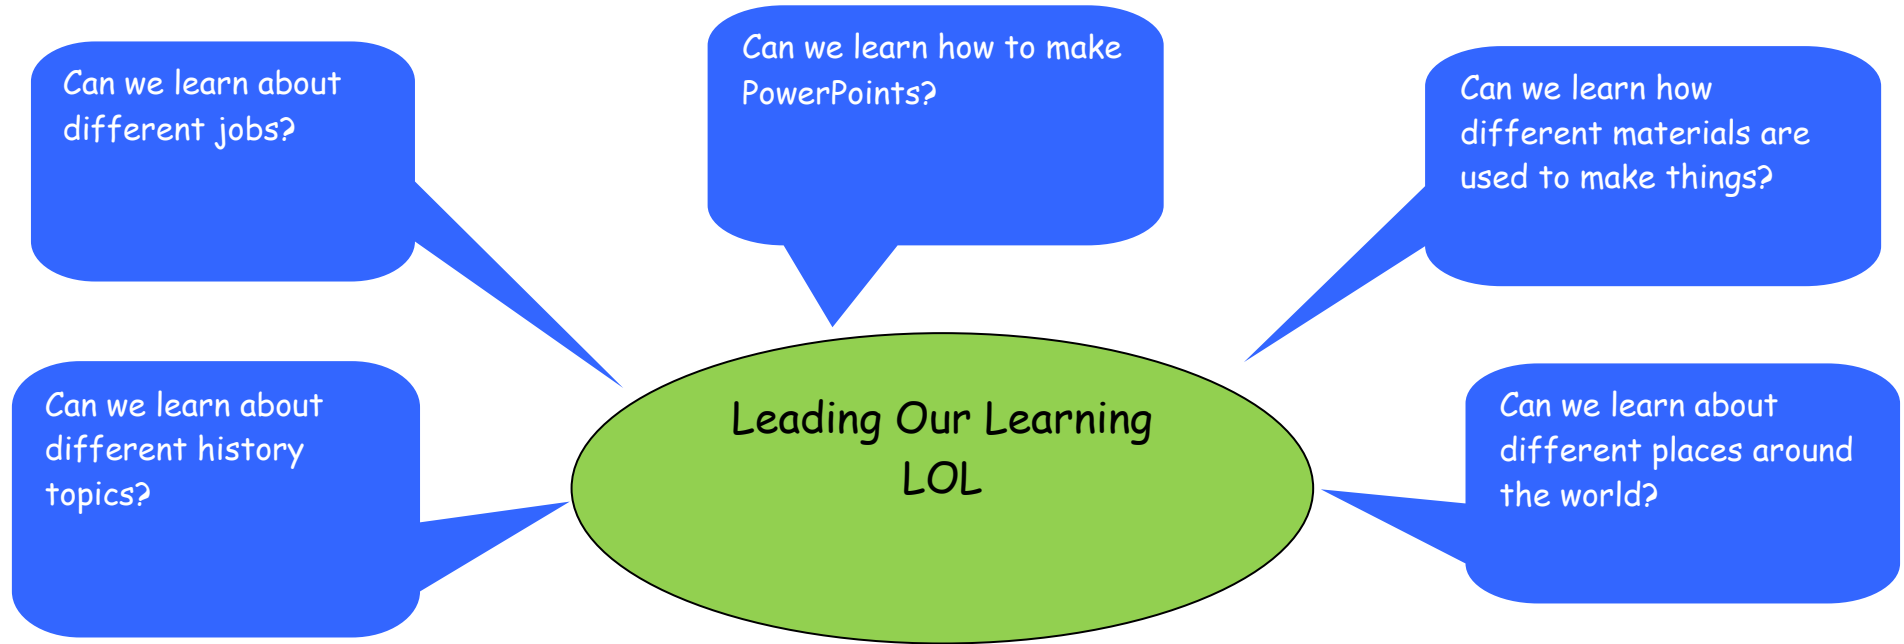 Can we learn about
different jobs?
Can we learn how to make
PowerPoints?
Can we learn how
different materials are
used to make things?
Can we learn about
different history
topics?
Leading Our Learning
LOL
Can we learn about
different places around
the world?